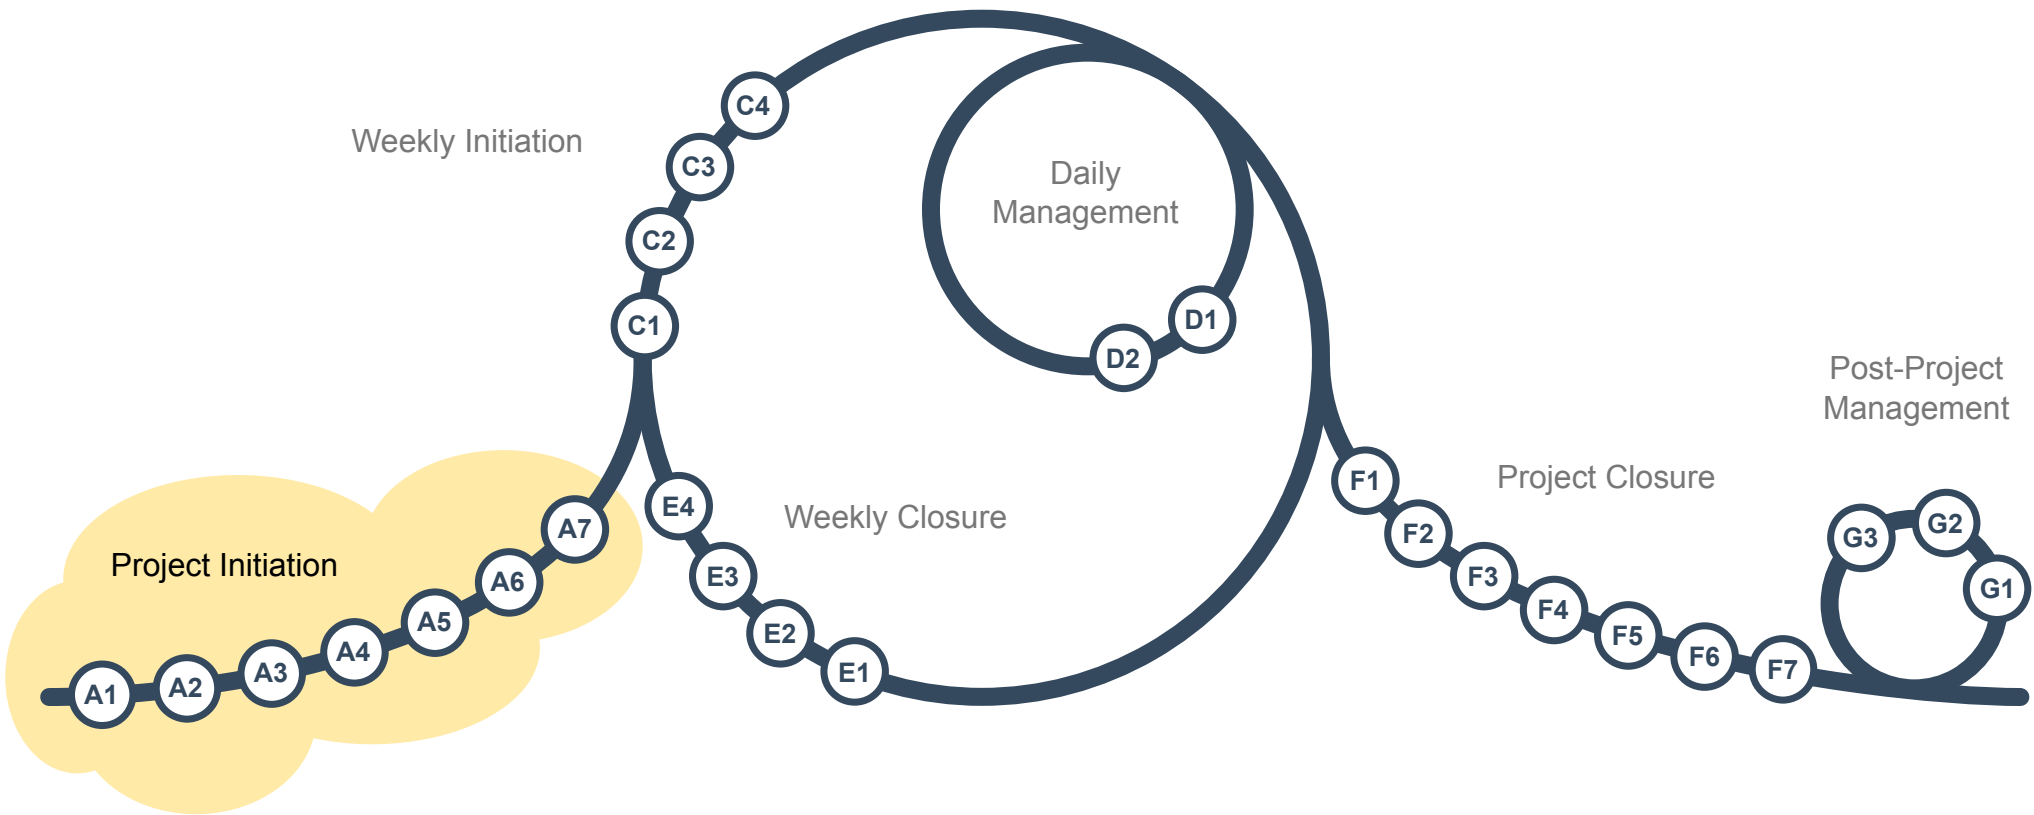 Weekly Initiation
C4
C3
C2
C1
Daily
Management
D1
D2
Post-Project
Management
Project Closure
Weekly Closure
Project Initiation
A1
A2
A3
A4
A5
A6
A7
E4
E3
E2
E1
F1
F2
F3
F4
F5
F6
F7
G3
G2
G1